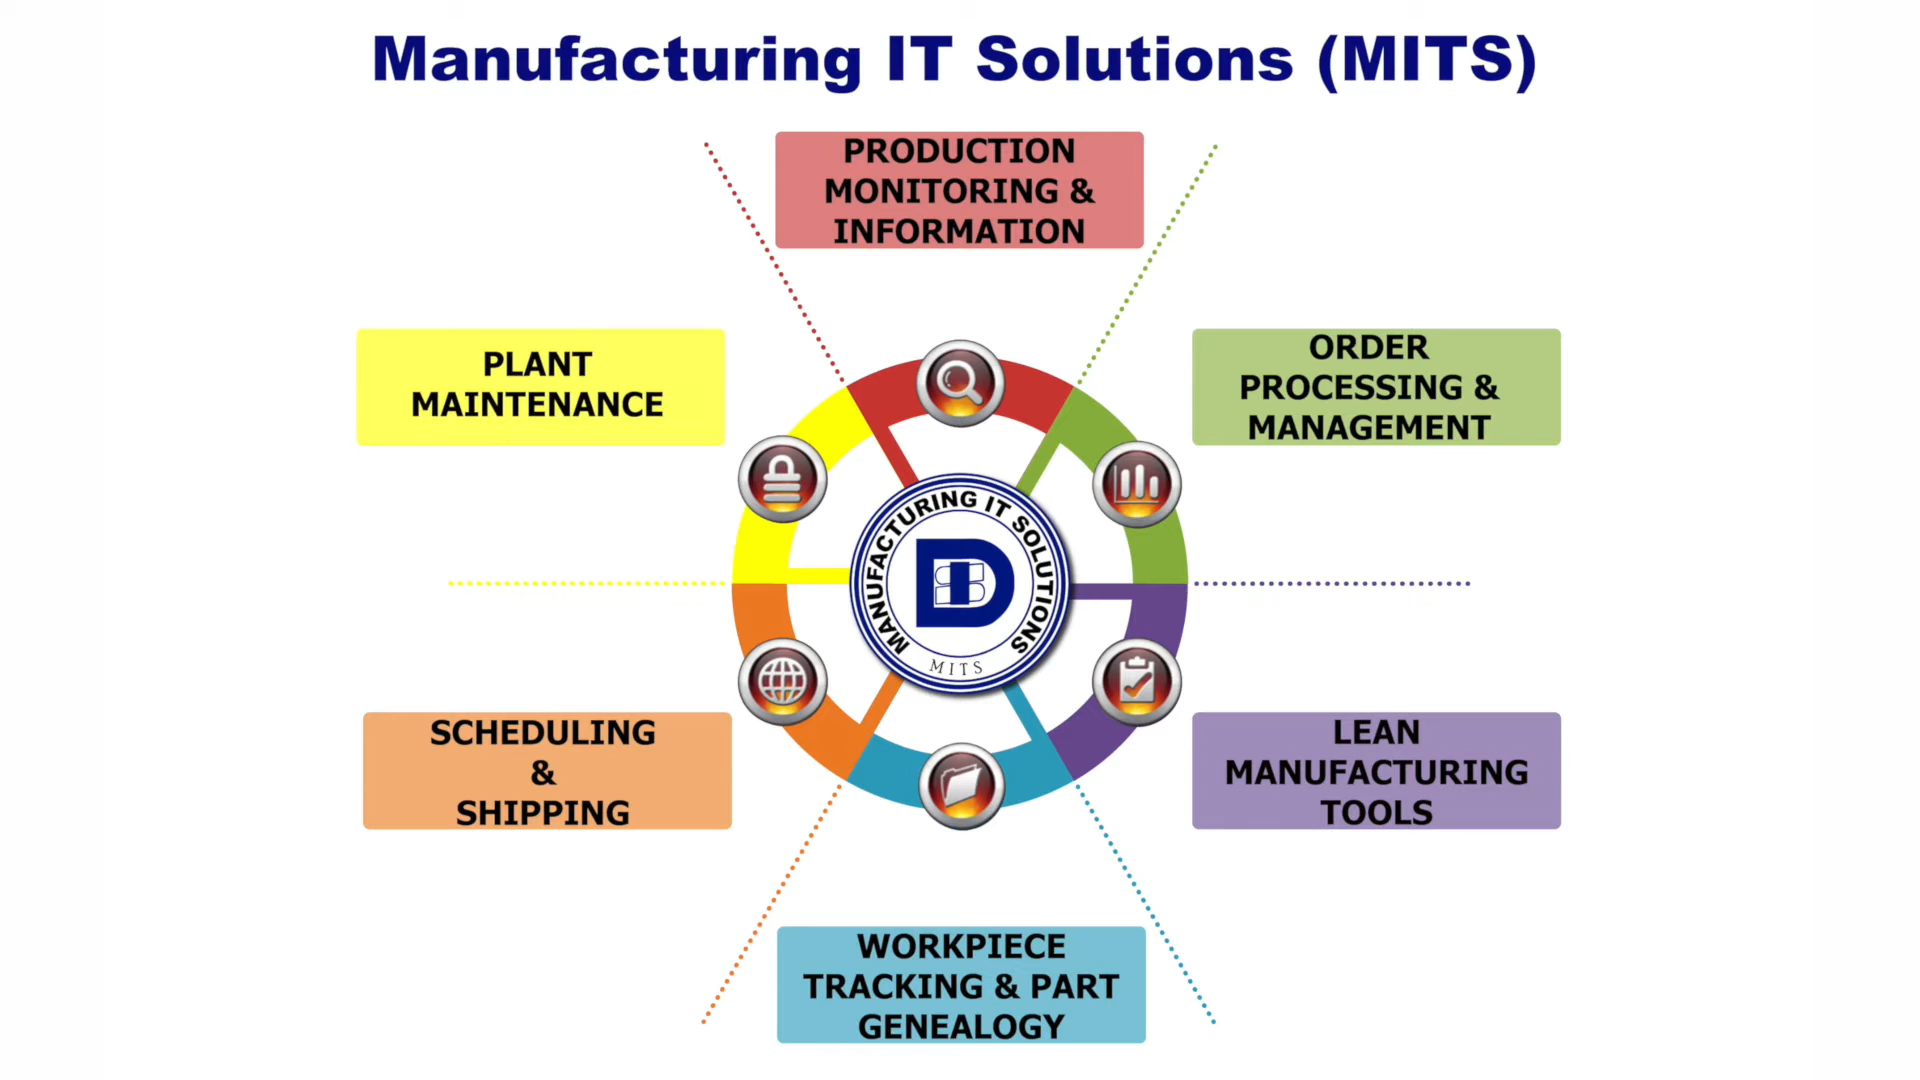 Manufacturing IT Solutions (MITS)
PRODUCTION
MONITORING &
INFORMATION
PLANT
MAINTENANCE
ORDER
PROCESSING &
MANAGEMENT
MANUFACTURING IT SOLUTIONS
MITS
SCHEDULING
&
SHIPPING
LEAN
MANUFACTURING
TOOLS
WORKPIECE
TRACKING & PART
GENEALOGY